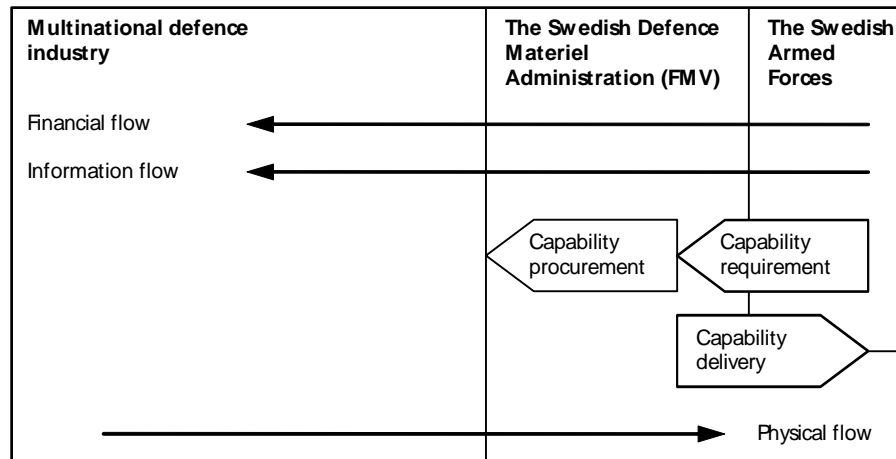 Multinational defence
industry
The Swedish Defence
Materiel
Administration (FMV)
The Swedish
Armed
Forces
Financial flow
Information flow
Capability
procurement
Capability
requirement
Capability
delivery
Physical flow